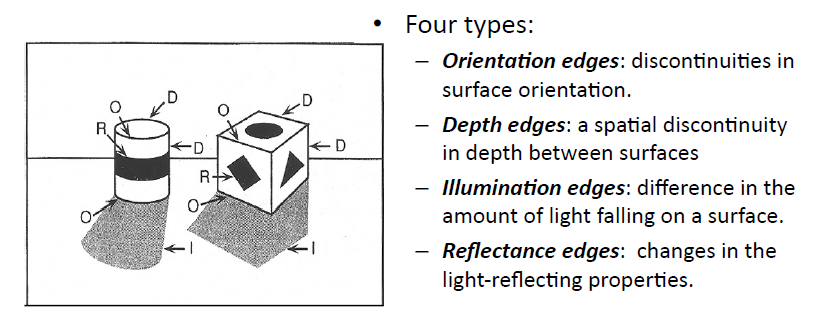 • Four types:
– Orientation edges: discontinuities in
surface orientation.
– Depth edges: a spatial discontinuity
in depth between surfaces
– Illumination edges: difference in the
amount of light falling on a surface.
– Reflectance edges: changes in the
light-reflecting properties.
O D
R
D
O
I
O D
D
R
O
I